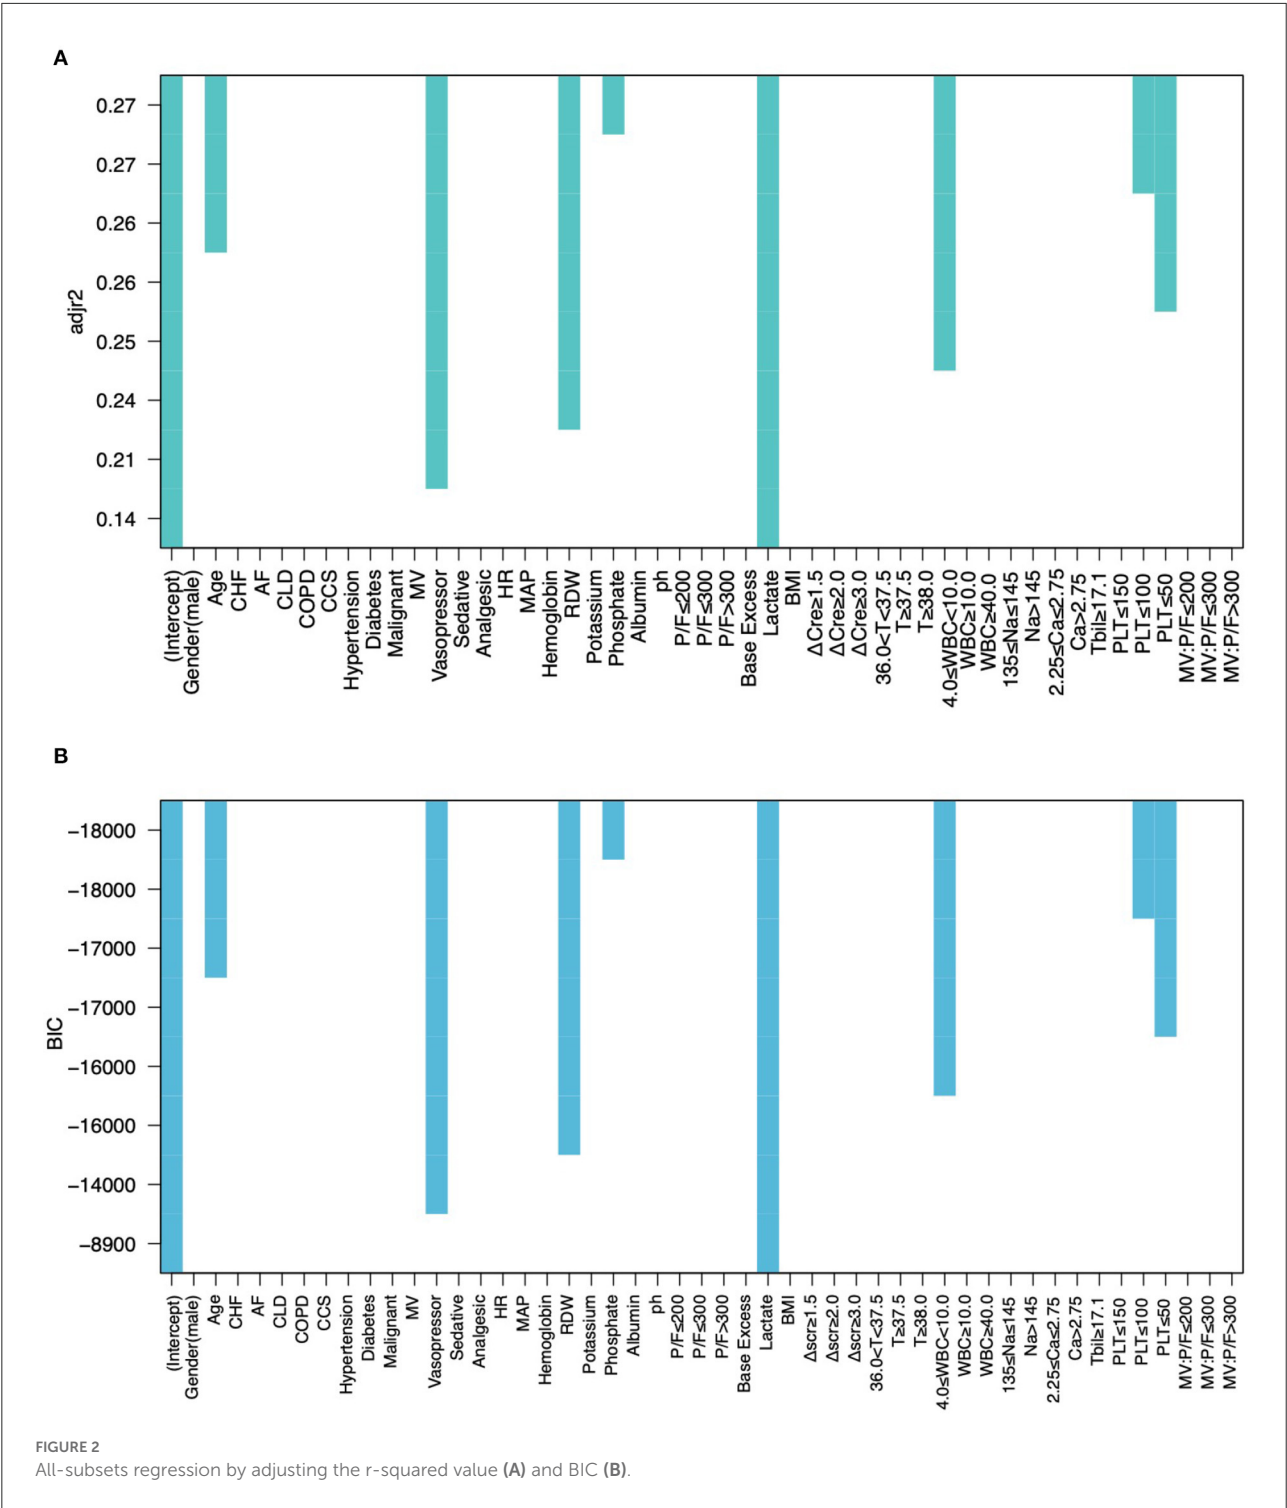 A
0.27
0.27
0.26
0.26
0.25
0.24
0.21
0.14
adjr2
(Intercept)
Gender(male)
Age
CHF
AF
CLD
COPD
CCS
Hypertension
Diabetes
Malignant
MV
Vasopressor
Sedative
Analgesic
HR
MAP
Hemoglobin
RDW
Potassium
Phosphate
Albumin
ph
P/F≤200
P/F≤300
P/F>300
Base Excess
Lactate
BMI
ΔCre≥1.5
ΔCre≥2.0
ΔCre≥3.0
36.0<T<37.5
T≥37.5
T≥38.0
4.0≤WBC<10.0
WBC≥10.0
WBC≥40.0
135≤Na≤145
Na>145
2.25≤Ca≤2.75
Ca>2.75
Tbil≥17.1
PLT≤150
PLT≤100
PLT≤50
MV:P/F≤200
MV:P/F≤300
MV:P/F>300
B
−18000
−18000
−17000
−17000
−16000
−16000
−14000
−8900
BIC
(Intercept)
Gender(male)
Age
CHF
AF
CLD
COPD
CCS
Hypertension
Diabetes
Malignant
MV
Vasopressor
Sedative
Analgesic
HR
MAP
Hemoglobin
RDW
Potassium
Phosphate
Albumin
ph
P/F≤200
P/F≤300
P/F>300
Base Excess
Lactate
BMI
Δscr≥1.5
Δscr≥2.0
Δscr≥3.0
36.0<T<37.5
T≥37.5
T≥38.0
4.0≤WBC<10.0
WBC≥10.0
WBC≥40.0
135≤Na≤145
Na>145
2.25≤Ca≤2.75
Ca>2.75
Tbil≥17.1
PLT≤150
PLT≤100
PLT≤50
MV:P/F≤200
MV:P/F≤300
MV:P/F>300
FIGURE 2
All-subsets regression by adjusting the r-squared value (A) and BIC (B).